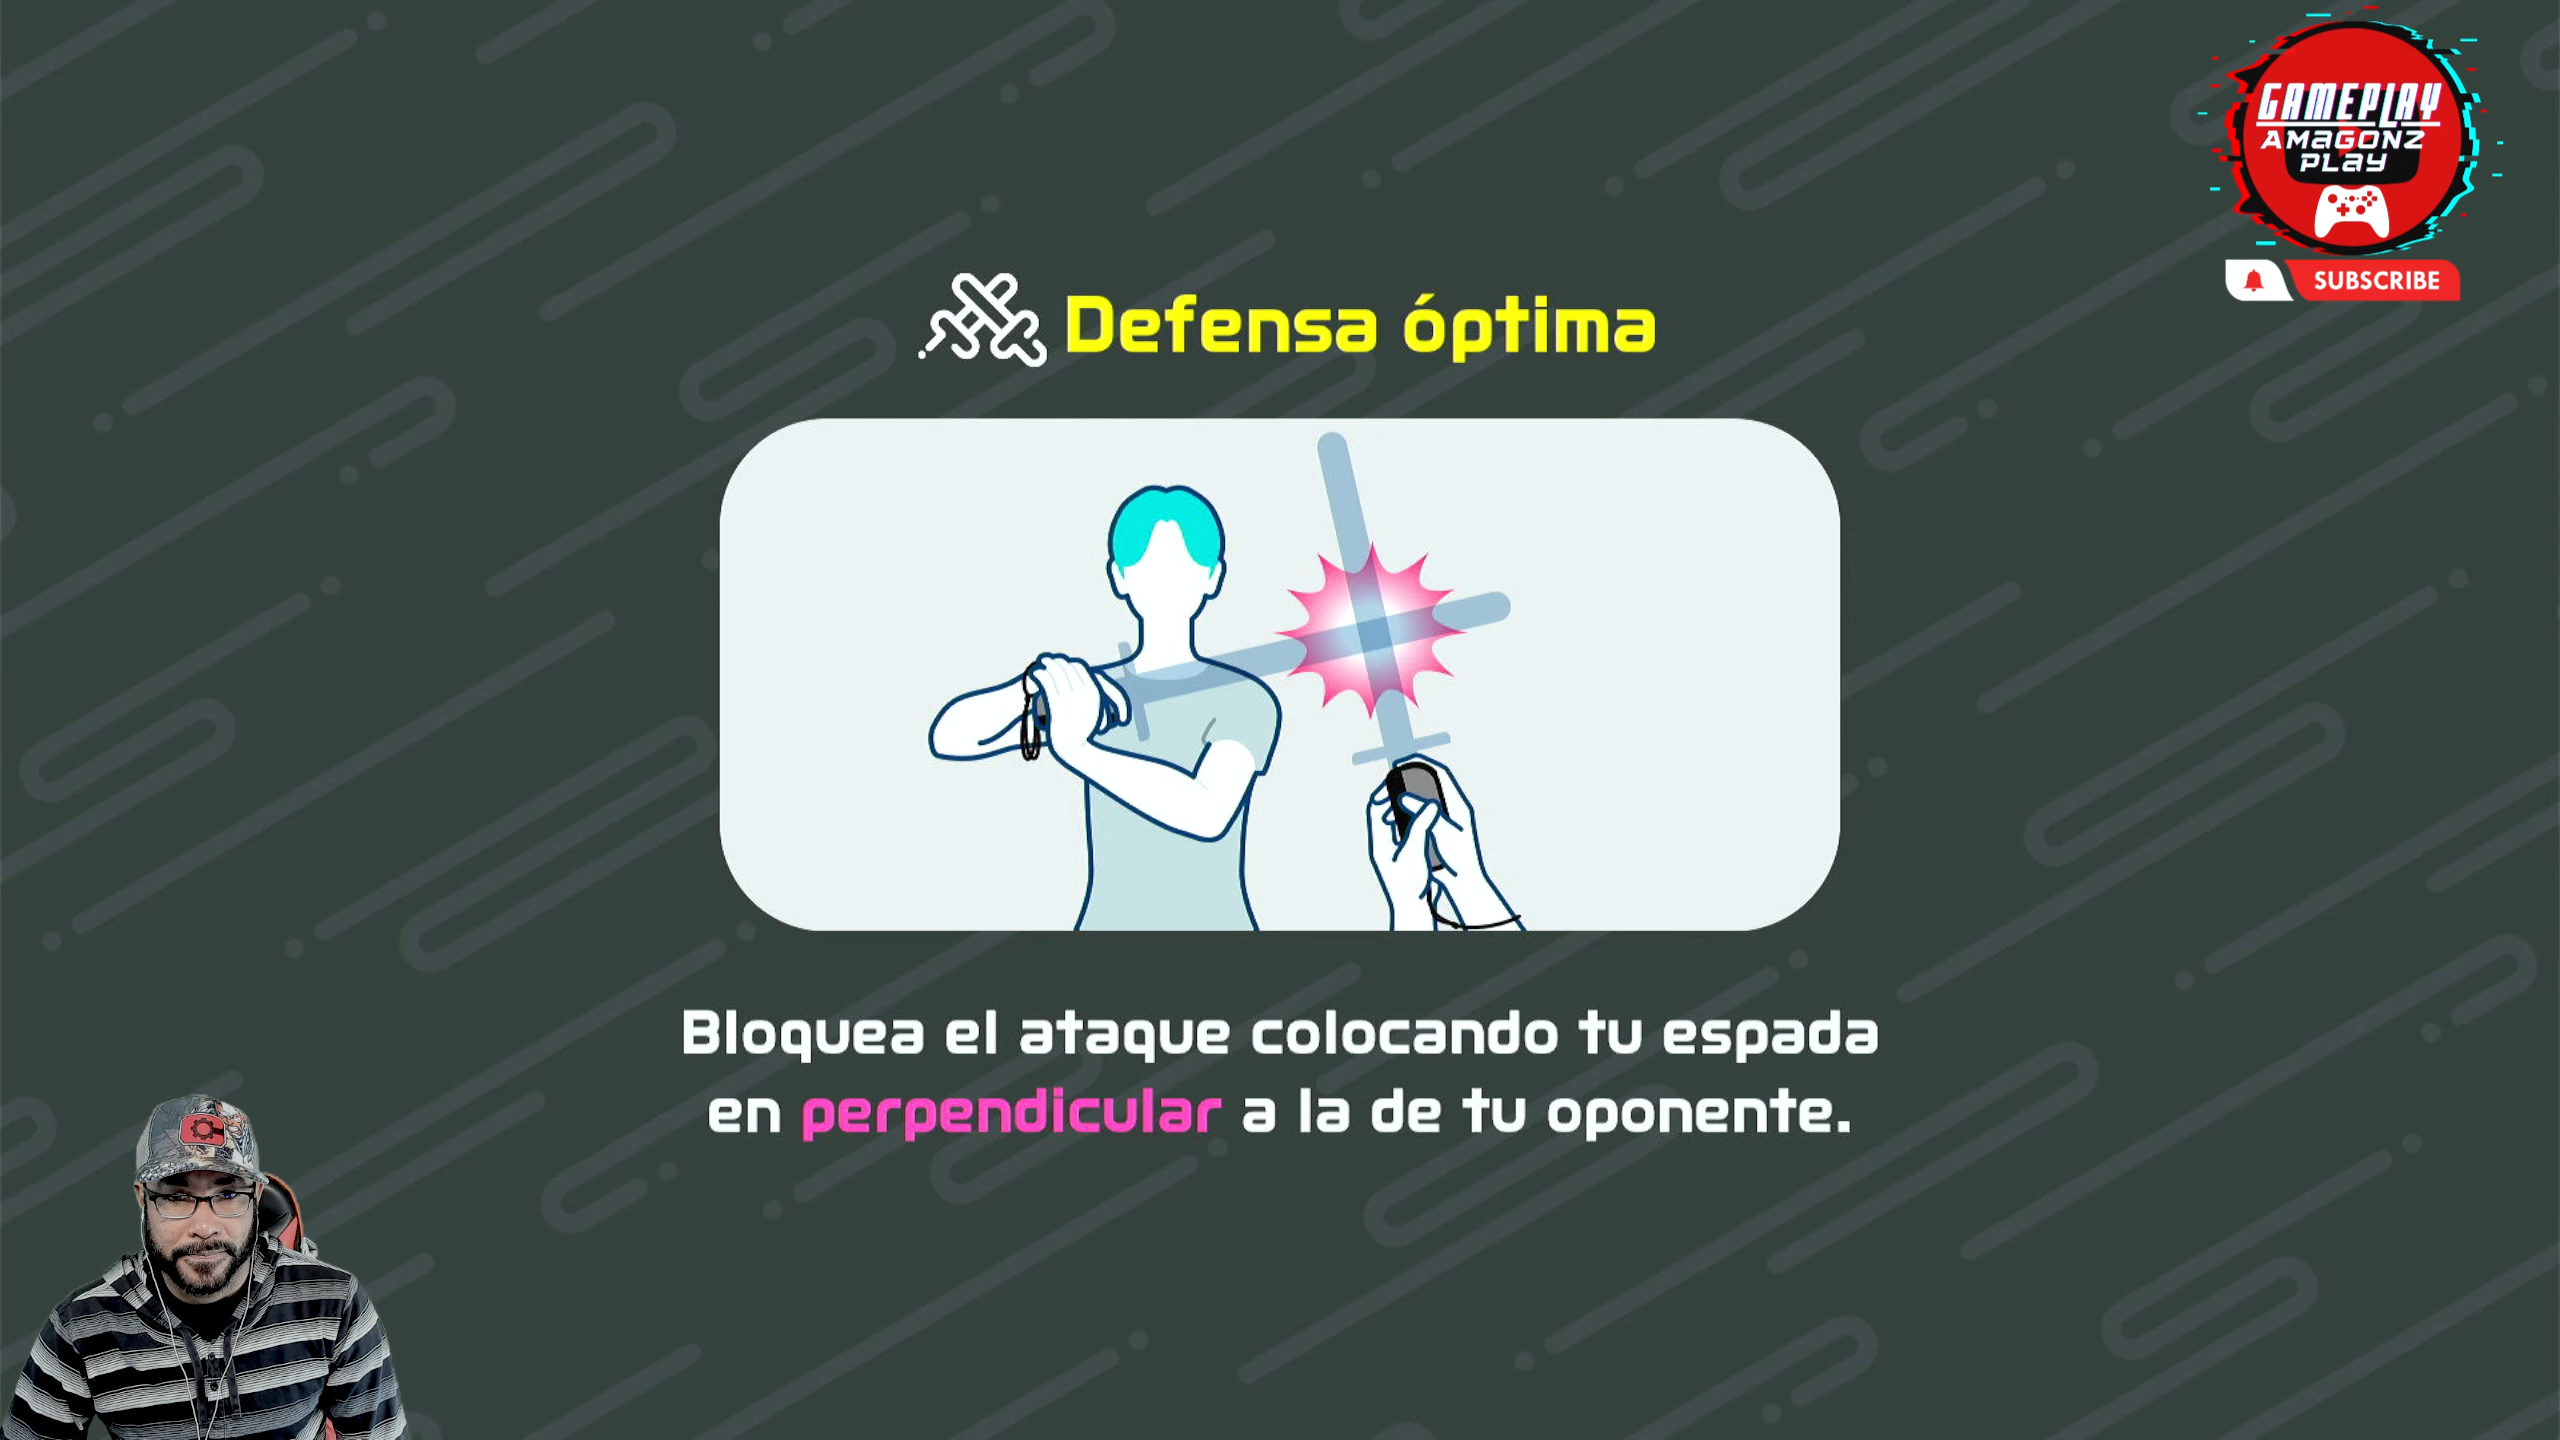 GAMEPLAY
AMAGONZ
PLAY
SUBSCRIBE
Defensa óptima
Bloquea el ataque colocando tu espada
en perpendicular a la de tu oponente.